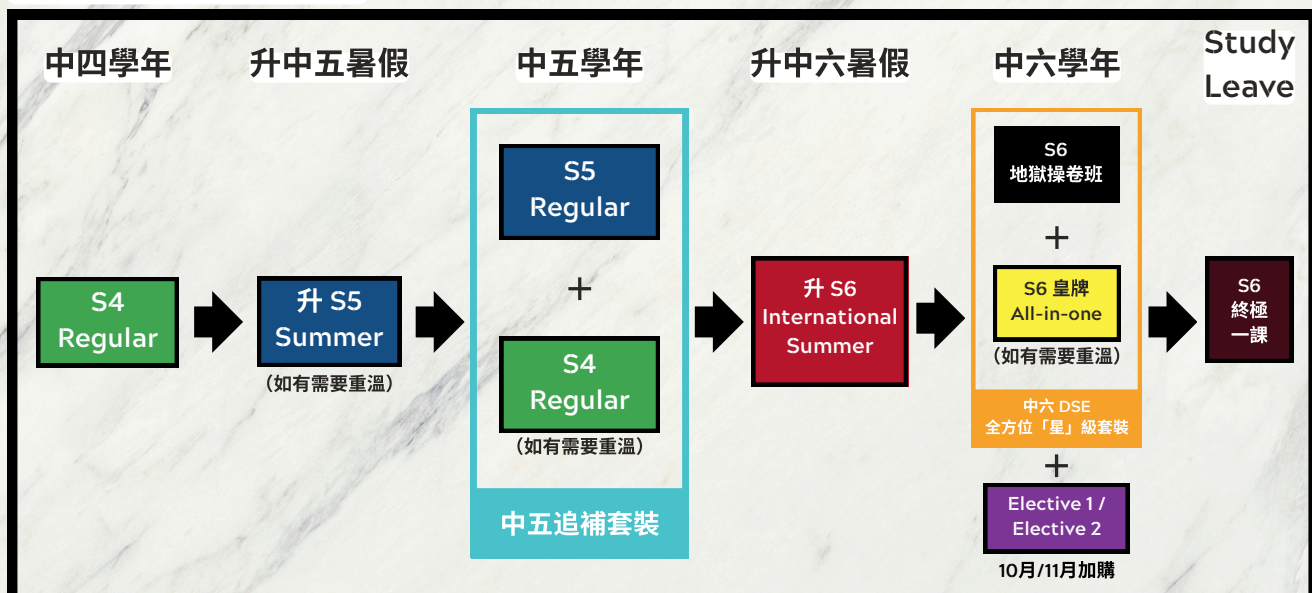 中四學年
升中五暑假
中五學年
升中六暑假
中六學年
Study
Leave
S4
Regular
升 S5
Summer
(如有需要重溫)
S5
Regular
+
S4
Regular
(如有需要重溫)
中五追補套裝
升 S6
International
Summer
S6
地獄操卷班
+
S6 皇牌
All-in-one
(如有需要重溫)
中六 DSE
全方位「星」級套裝
+
Elective 1 /
Elective 2
10月/11月加購
S6
終極
一課